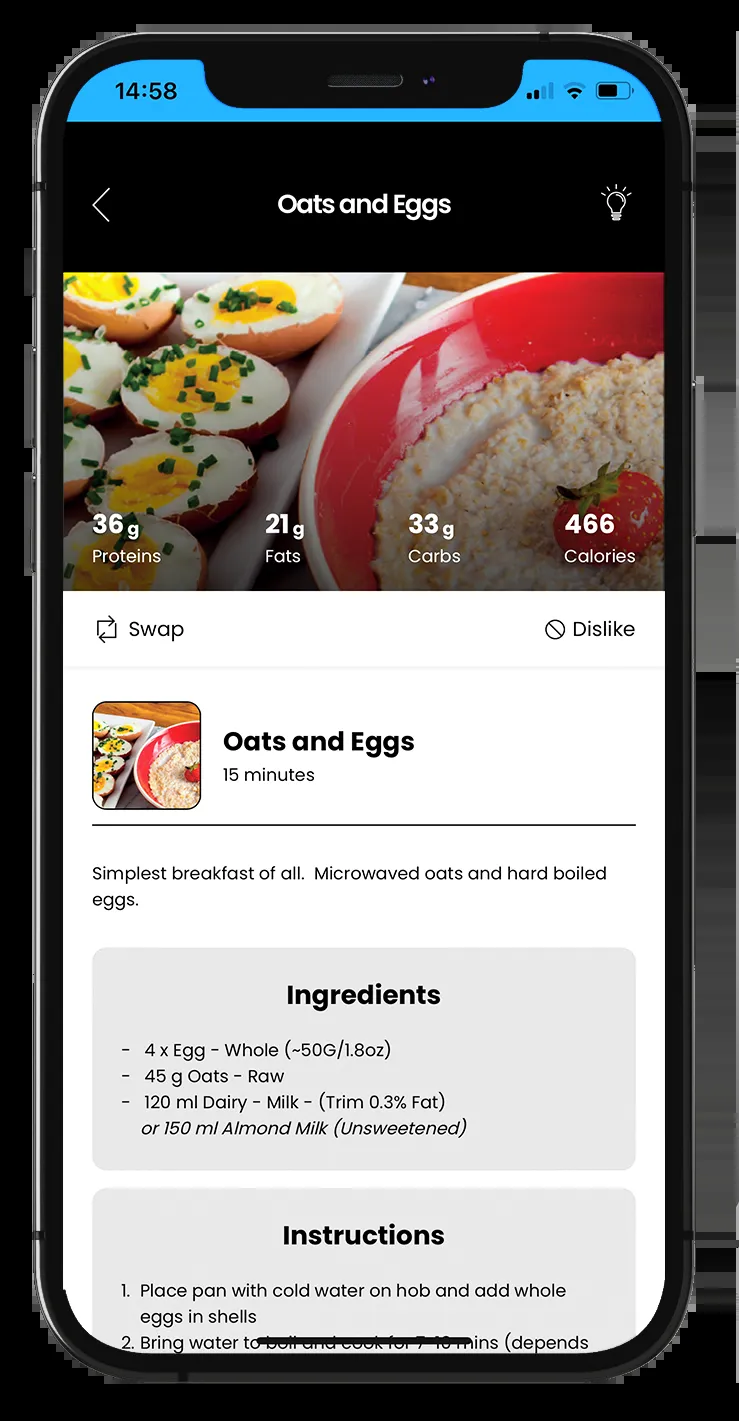 14:58
Oats and Eggs
36 g
21 g
33 g
466
Proteins
Fats
Carbs
Calories
Swap
Dislike
Oats and Eggs
15 minutes
Simplest breakfast of all.  Microwaved oats and hard boiled
eggs.
Ingredients
- 4 x Egg - Whole (~50G/1.8oz)
- 45 g Oats - Raw
- 120 ml Dairy - Milk - (Trim 0.3% Fat)
or 150 ml Almond Milk (Unsweetened)
Instructions
1. Place pan with cold water on hob and add whole
eggs in shells
2. Bring water to boil and cook for 7-10 mins (depends